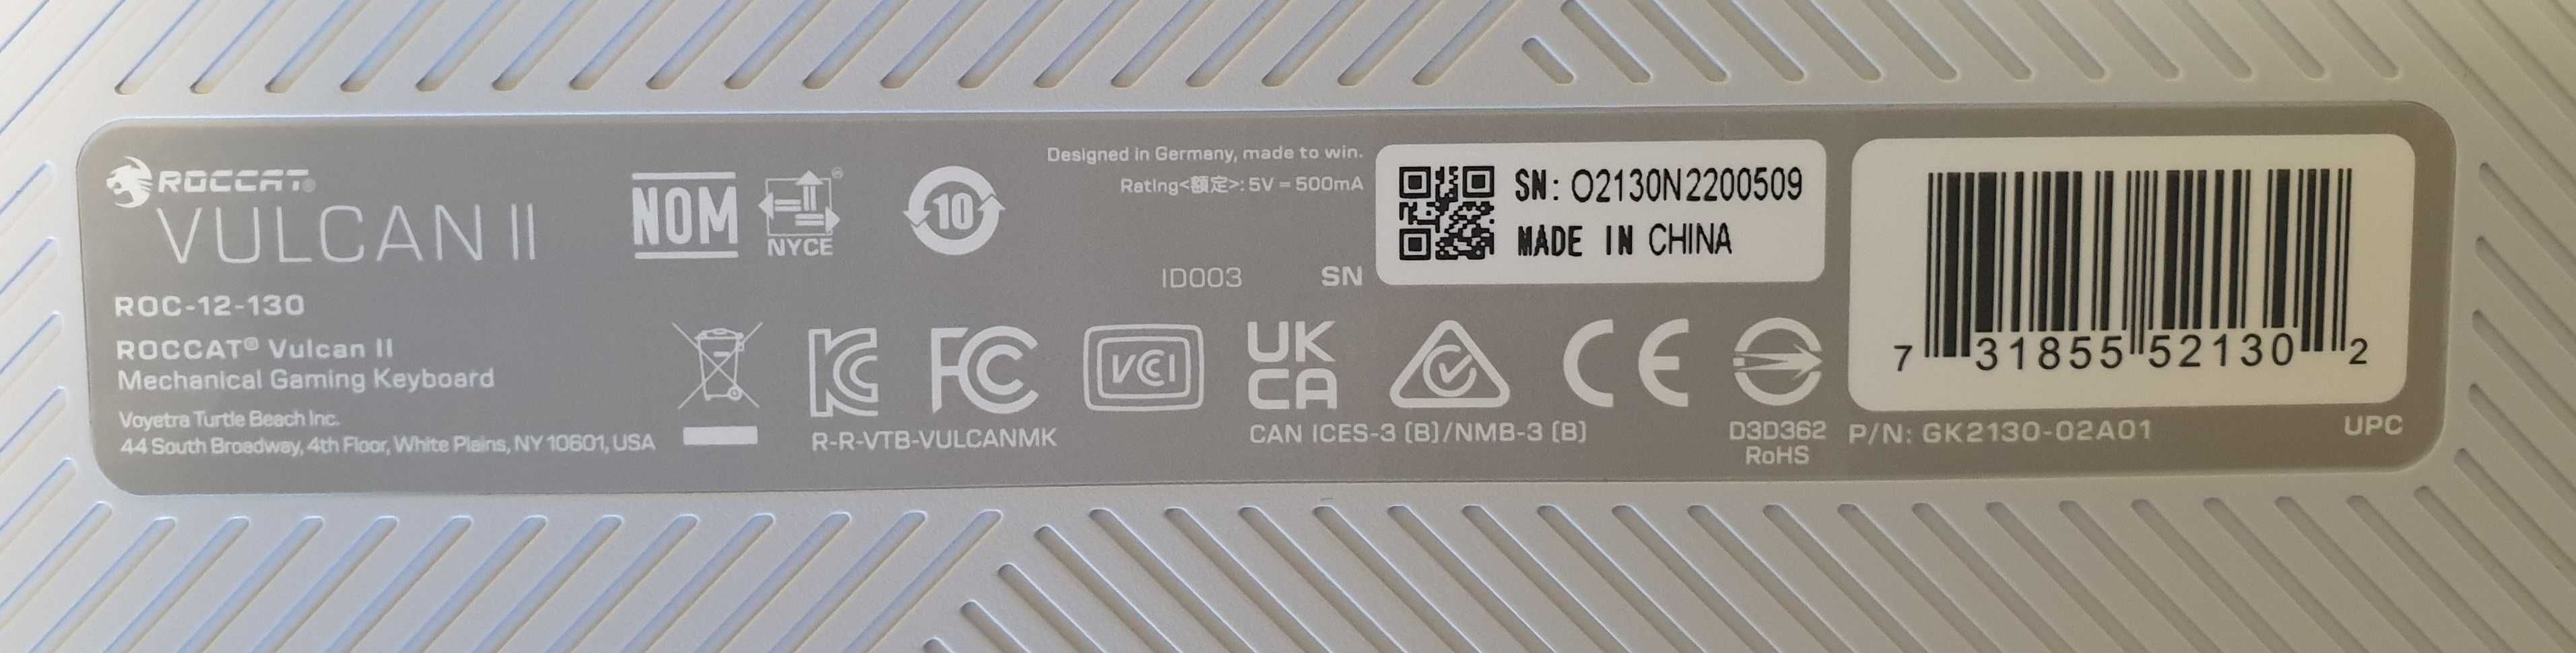 ROCCAT®
VULCAN II
ROC-12-130
ROCCAT® Vulcan II
Mechanical Gaming Keyboard
Voyetra Turtle Beach Inc.
44 South Broadway, 4th Floor, White Plains, NY 10601, USA
NOM
NYCE
10
Designed in Germany, made to win.
Rating<額定>: 5V = 500mA
ID003 SN
SN: O2130N2200509
MADE IN CHINA
KC
FC
VCI
UK
CA
CE
R-R-VTB-VULCANMK
CAN ICES-3 (B)/NMB-3 (B)
D3D362
RoHS
7 31855 52130 2
P/N: GK2130-02A01
UPC